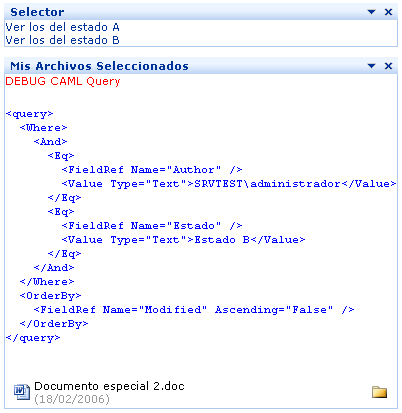 Selector
Ver los del estado A
Ver los del estado B
Mis Archivos Seleccionados
DEBUG CAML Query
<query>
<Where>
<And>
<Eq>
<FieldRef Name="Author" />
<Value Type="Text">SRVTEST\administrador</Value>
</Eq>
<Eq>
<FieldRef Name="Estado" />
<Value Type="Text">Estado B</Value>
</Eq>
</And>
</Where>
<OrderBy>
<FieldRef Name="Modified" Ascending="False" />
</OrderBy>
</query>
Documento especial 2.doc
(18/02/2006)